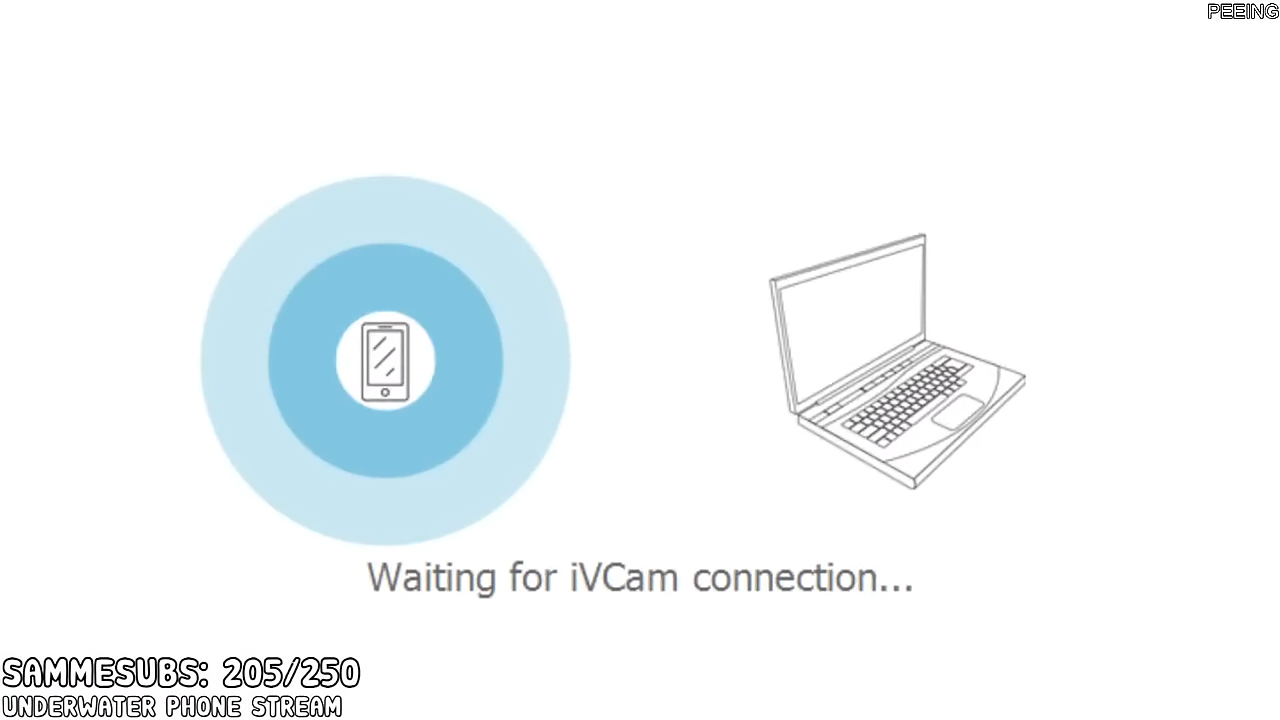 PEEING
Waiting for iVCam connection...
SAMMESUBS: 205/250
UNDERWATER PHONE STREAM